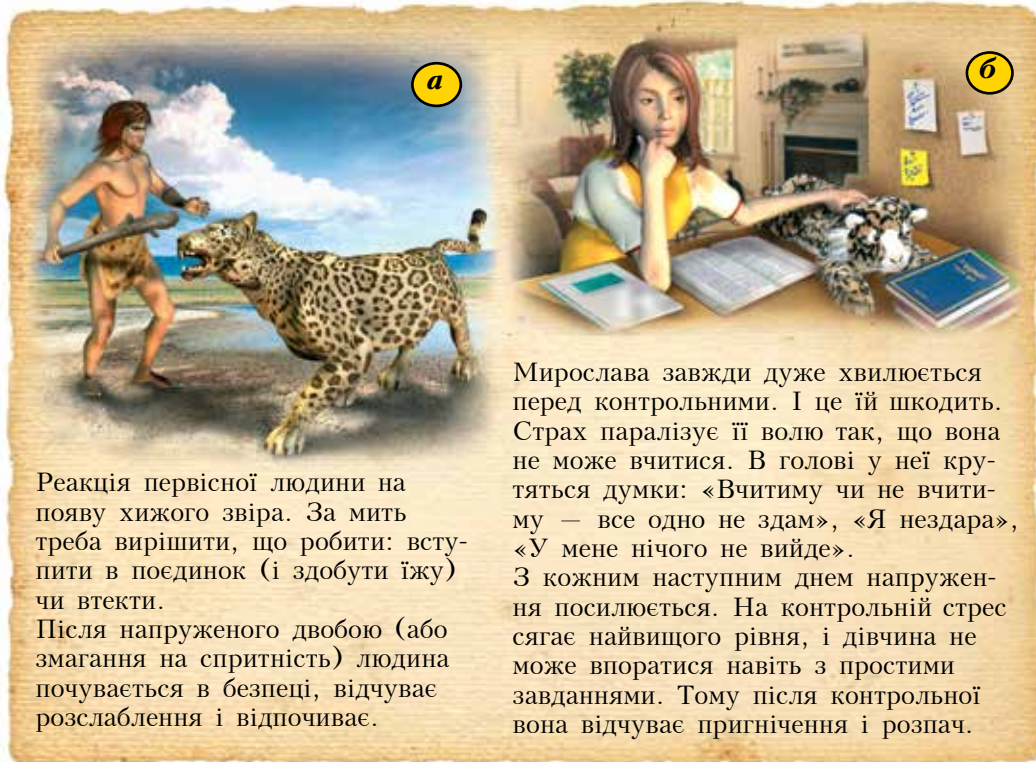 а
Реакція первісної людини на
появу хижого звіра. За мить
треба вирішити, що робити: всту-
пити в поєдинок (і здобути їжу)
чи втекти.
Після напруженого двобою (або
змагання на спритність) людина
почувається в безпеці, відчуває
розслаблення і відпочиває.
б
Мирослава завжди дуже хвилюється
перед контрольними. І це їй шкодить.
Страх паралізує її волю так, що вона
не може вчитися. В голові у неї кру-
тяться думки: «Вчитиму чи не вчити-
му — все одно не здам», «Я нездара»,
«У мене нічого не вийде».
З кожним наступним днем напружен-
ня посилюється. На контрольній стрес
сягає найвищого рівня, і дівчина не
може впоратися навіть з простими
завданнями. Тому після контрольної
вона відчуває пригнічення і розпач.